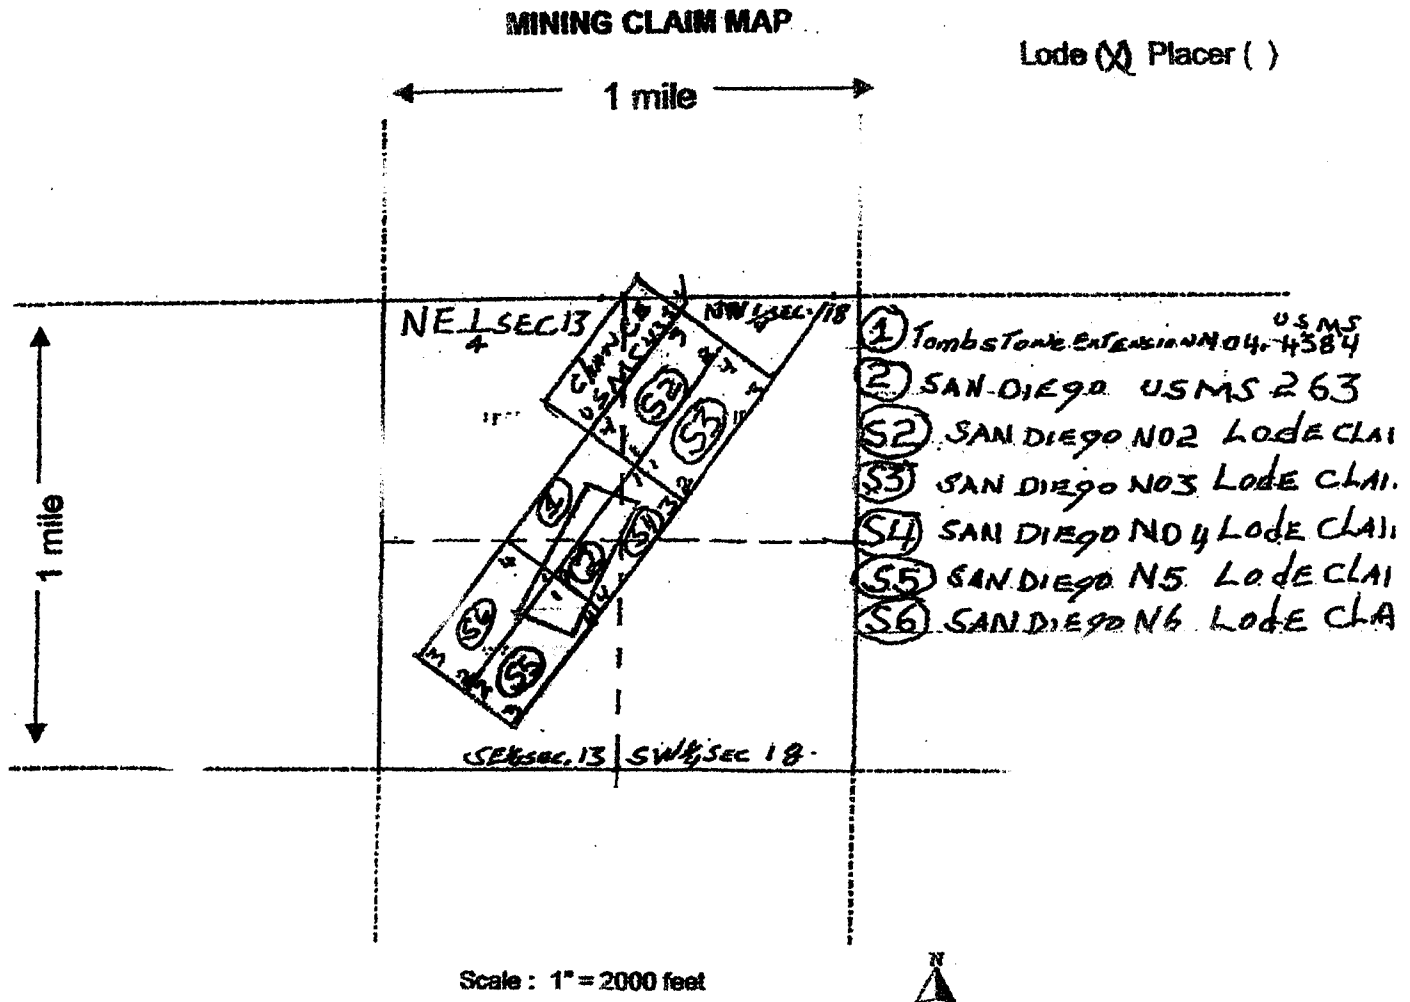 MINING CLAIM MAP
Lode (X) Placer ( )
1 mile
NE 1/4 SEC 13
NW 1/4 SEC. 18
CHANCE
S2
S3
1
S4
2
S6
S5
SE 1/4 SEC. 13
SW 1/4 SEC 18.
1 mile
1 TombsTone EXTENSION NO 4. USMS 4384
2 SAN DIEGO USMS 263
S2 SAN DIEGO NO2 LodE CLAI
S3 SAN DIEGO NO3 LodE CLAI.
S4 SAN DIEGO NO4 LodE CLAI
S5 SAN DIEGO N5 LodE CLAI
S6 SAN DIEGO N6 LodE CLA
Scale : 1" = 2000 feet
N